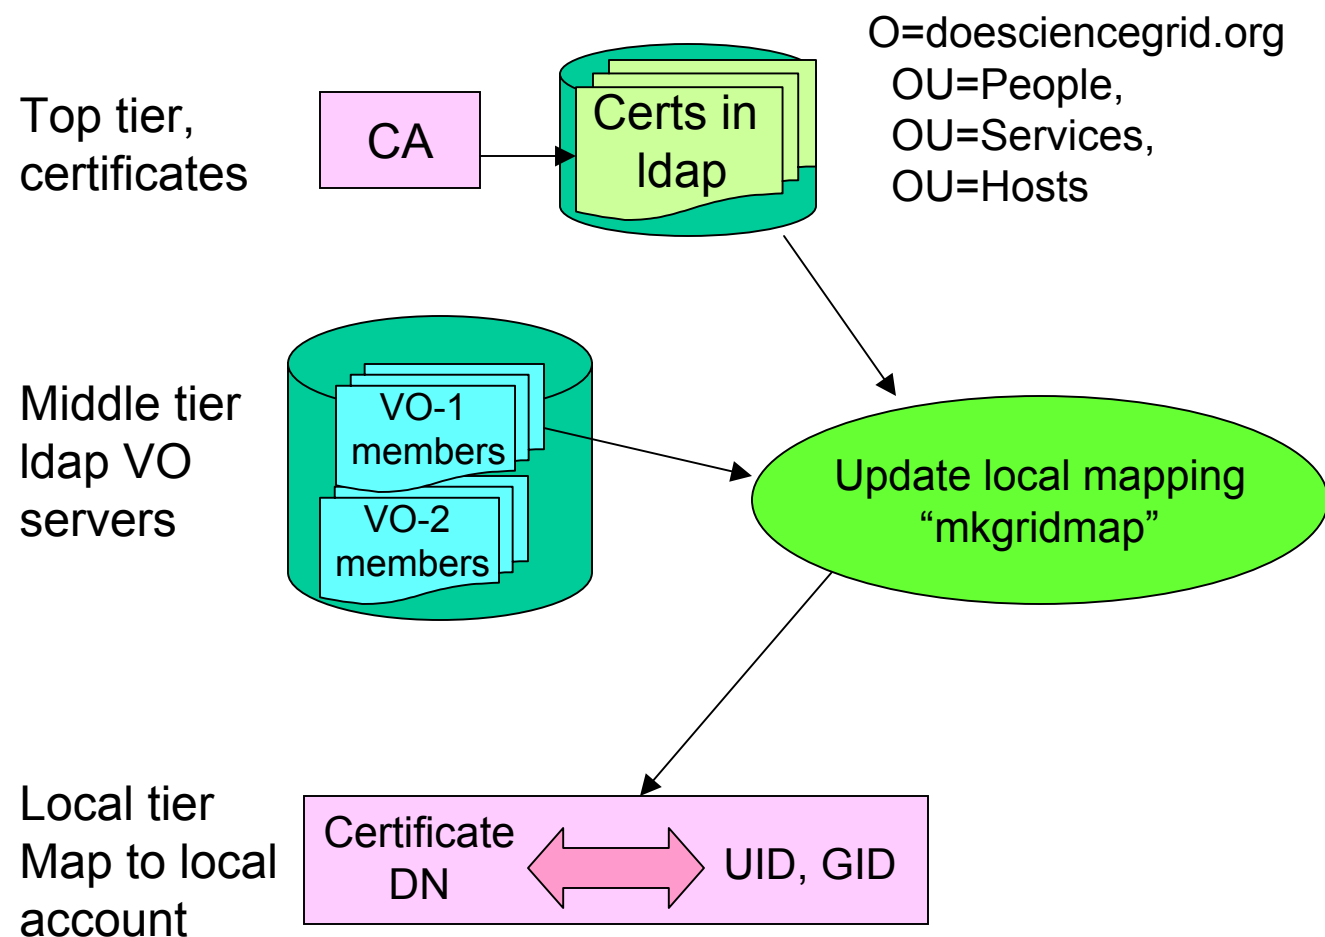 O=doesciencegrid.org
OU=People,
OU=Services,
OU=Hosts
Top tier,
certificates
CA
Certs in
ldap
Middle tier
ldap VO
servers
VO-1
members
VO-2
members
Update local mapping
“mkgridmap”
Local tier
Map to local
account
Certificate
DN
UID, GID